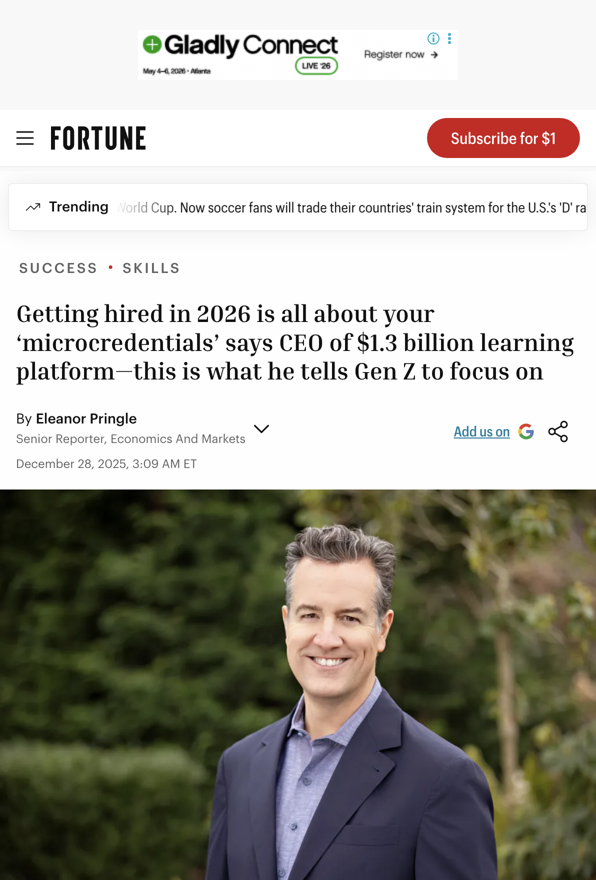 Gladly Connect
LIVE '26
May 4–6, 2026 • Atlanta
Register now →
FORTUNE
Subscribe for $1
Trending
World Cup. Now soccer fans will trade their countries' train system for the U.S.'s 'D' ra
SUCCESS • SKILLS
Getting hired in 2026 is all about your
‘microcredentials’ says CEO of $1.3 billion learning
platform—this is what he tells Gen Z to focus on
By Eleanor Pringle
Senior Reporter, Economics And Markets
Add us on
December 28, 2025, 3:09 AM ET